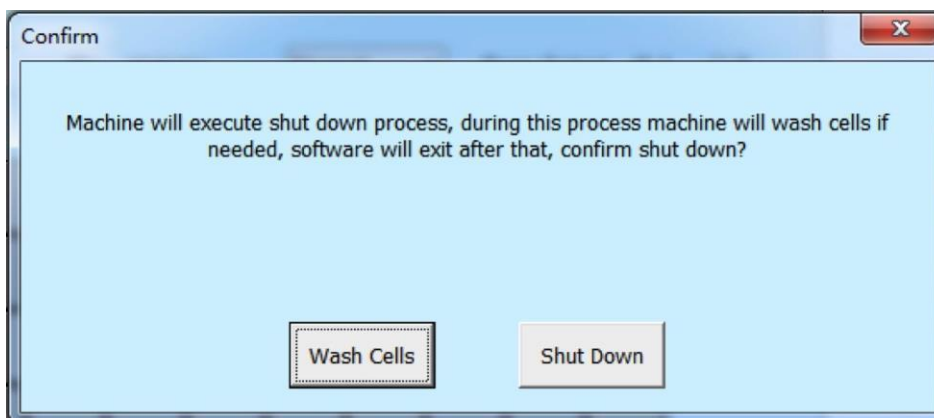 Confirm
Machine will execute shut down process, during this process machine will wash cells if
needed, software will exit after that, confirm shut down?
Wash Cells
Shut Down